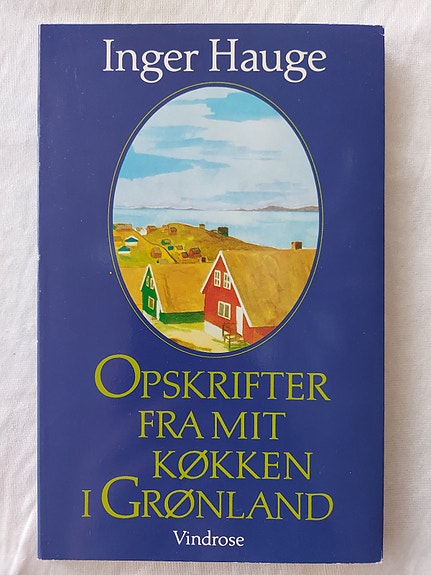 Inger Hauge
OPSKRIFTER
FRA MIT
KØKKEN
I GRØNLAND
Vindrose